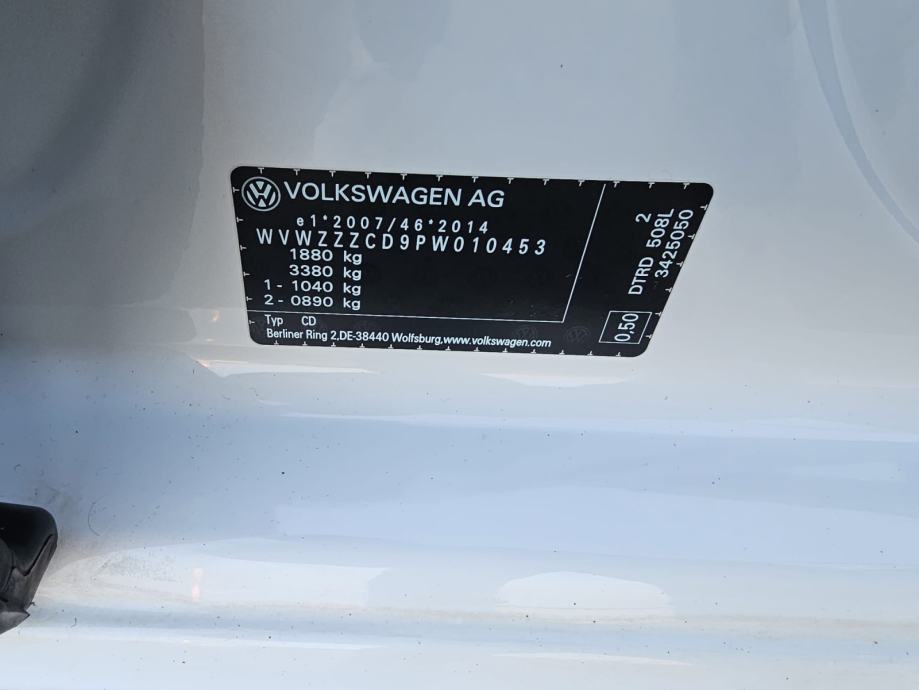 VOLKSWAGEN AG
e1*2007/46*2014
WVWZZZCD9PW010453
1880 kg
3380 kg
1 - 1040 kg
2 - 0890 kg
Typ CD
Berliner Ring 2,DE-38440 Wolfsburg,www.volkswagen.com
2
DTRD 508L
3425050
0,50